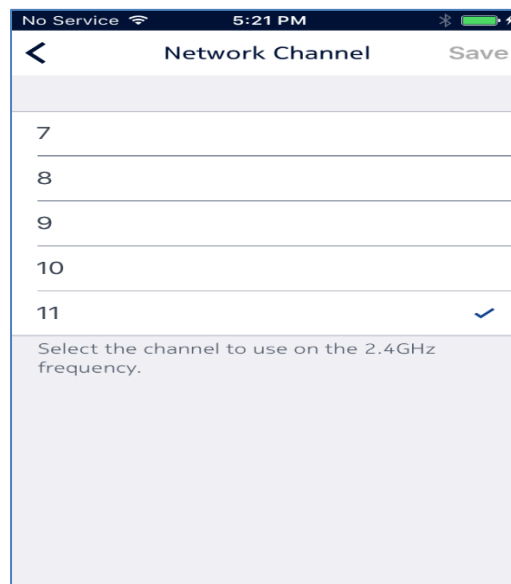 No Service 5:21 PM
Network Channel Save
7
8
9
10
11
Select the channel to use on the 2.4GHz
frequency.